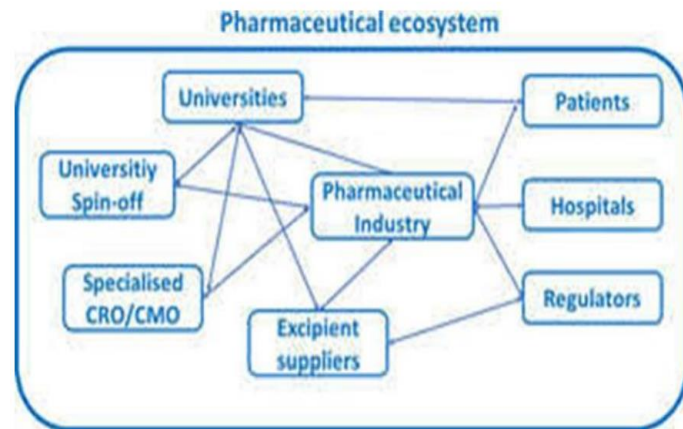 Pharmaceutical ecosystem
Universities
Patients
Universitiy
Spin-off
Pharmaceutical
Industry
Hospitals
Specialised
CRO/CMO
Excipient
suppliers
Regulators